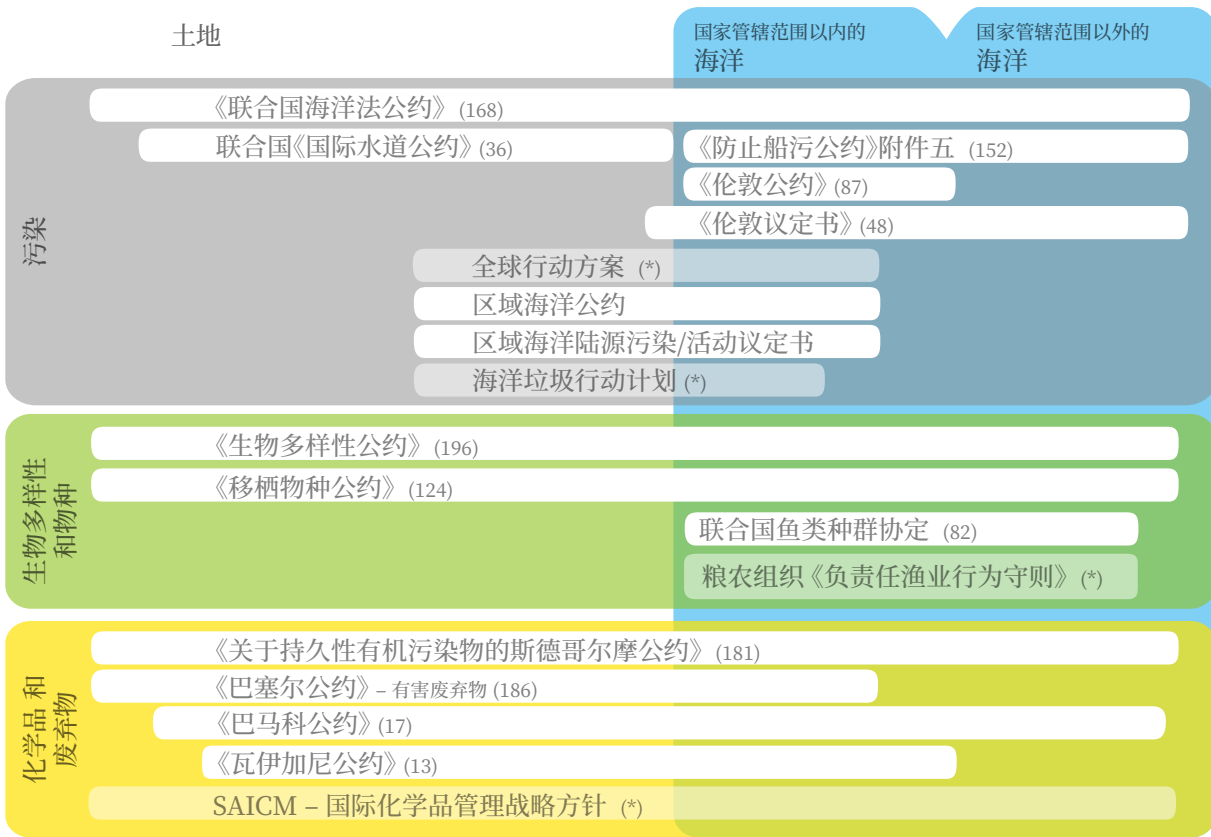 土地
国家管辖范围以内的
海洋
国家管辖范围以外的
海洋
污染
《联合国海洋法公约》(168)
联合国《国际水道公约》(36)
《防止船污公约》附件五 (152)
《伦敦公约》(87)
《伦敦议定书》(48)
全球行动方案 (*)
区域海洋公约
区域海洋陆源污染/活动议定书
海洋垃圾行动计划 (*)
生物多样性
和物种
《生物多样性公约》(196)
《移栖物种公约》(124)
联合国鱼类种群协定 (82)
粮农组织《负责任渔业行为守则》(*)
化学品 和
废弃物
《关于持久性有机污染物的斯德哥尔摩公约》(181)
《巴塞尔公约》– 有害废弃物 (186)
《巴马科公约》(17)
《瓦伊加尼公约》(13)
SAICM – 国际化学品管理战略方针 (*)